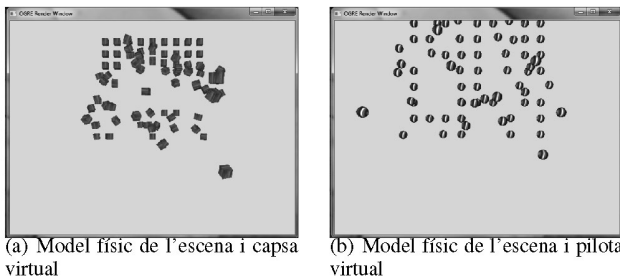 OGRE Render Window
OGRE Render Window
(a) Model físic de l'escena i capsa
virtual
(b) Model físic de l'escena i pilota
virtual